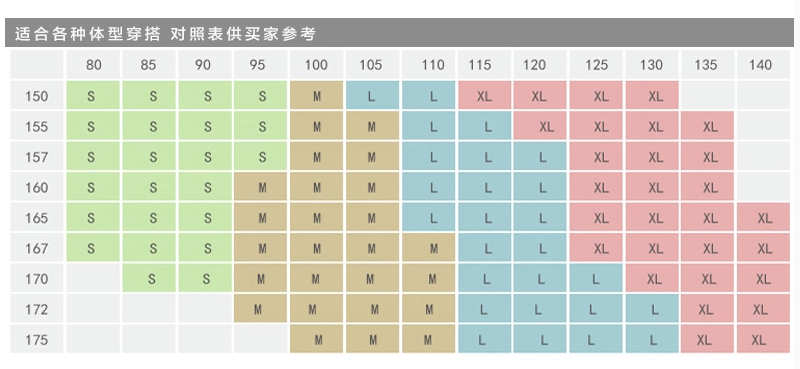 适合各种体型穿搭 对照表供买家参考
80 85 90 95 100 105 110 115 120 125 130 135 140
150 S S S S M L L XL XL XL XL
155 S S S S M M L L XL XL XL XL
157 S S S S M M L L L XL XL XL
160 S S S M M M L L L XL XL XL
165 S S S M M M L L L XL XL XL XL
167 S S S M M M M L L XL XL XL XL
170 S S M M M M L L L XL XL XL
172 M M M M L L L L XL XL
175 M M M L L L L XL XL